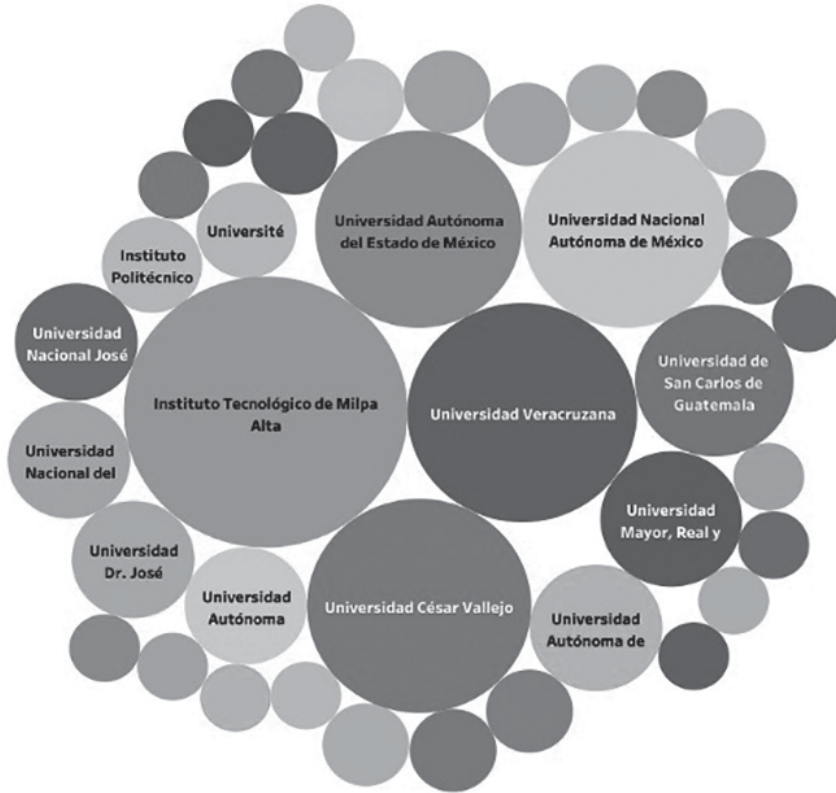 Universidad Autónoma
del Estado de México
Universidad Nacional
Autónoma de México
Université
Instituto
Politécnico
Universidad
Nacional José
Universidad de
San Carlos de
Guatemala
Instituto Tecnológico de Milpa
Alta
Universidad Veracruzana
Universidad
Nacional del
Universidad
Mayor, Real y
Universidad
Dr. José
Universidad
Autónoma
Universidad César Vallejo
Universidad
Autónoma de